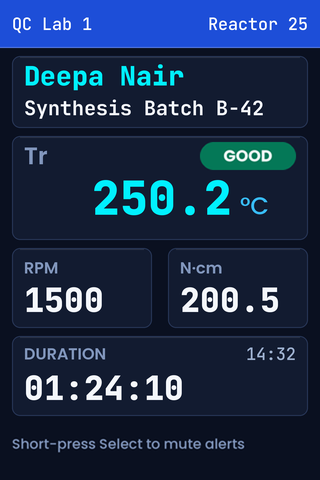 QC Lab 1
Reactor 25
Deepa Nair
Synthesis Batch B-42
Tr
GOOD
250.2 °C
RPM
1500
N·cm
200.5
DURATION
14:32
01:24:10
Short-press Select to mute alerts